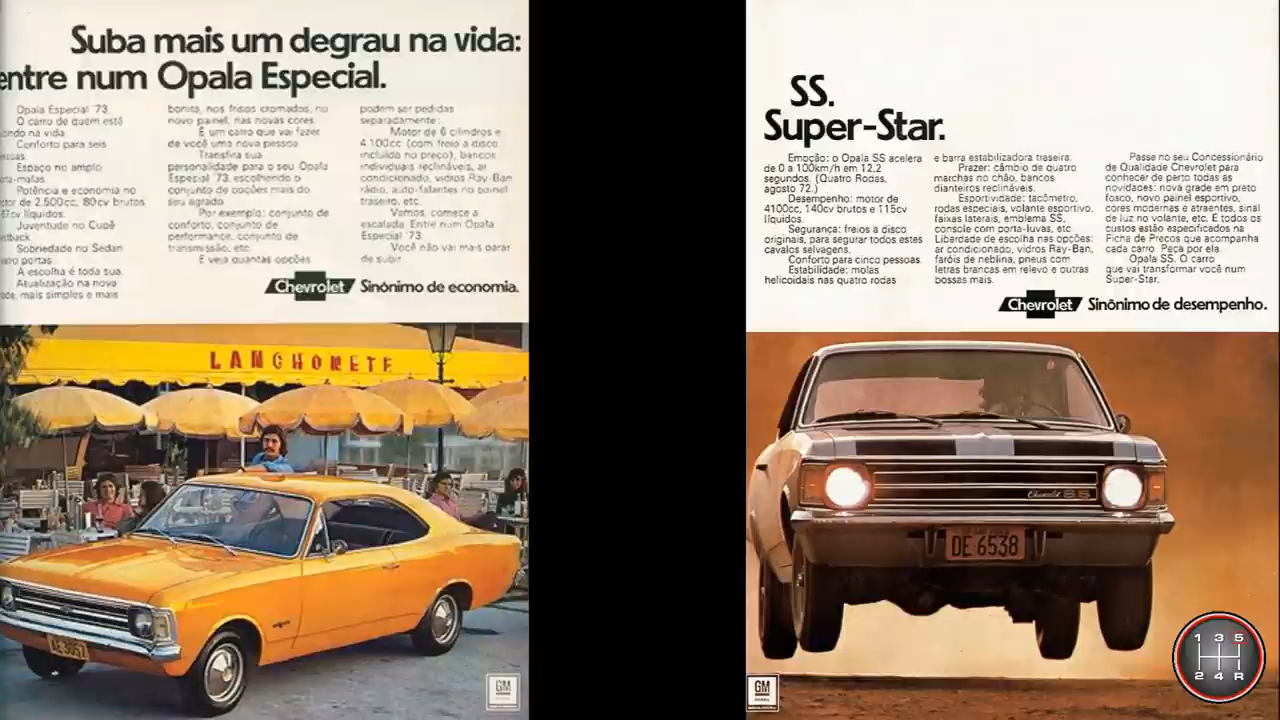 Suba mais um degrau na vida:
entre num Opala Especial.
Opala Especial '73.
O carro de quem está
na vida.
Conforto para seis
Espaço no amplo
Potência e economia no
de 2.500cc, 80cv brutos
líquidos.
Juventude no Cupê
Sobriedade no Sedan
portas
A escolha é toda sua.
Atualização na nova
mais simples e mais
bonita, nos frisos cromados, no
novo painel, nas novas cores.
É um carro que vai fazer
de você uma nova pessoa
Transfira sua
personalidade para o seu Opala
Especial '73, escolhendo o
conjunto de opções mais do
seu agrado.
Por exemplo: conjunto de
conforto, conjunto de
performance, conjunto de
transmissão, etc.
E veja quantas opções
podem ser pedidas
separadamente:
Motor de 6 cilindros e
4.100cc (com freio a disco
incluído no preço), bancos
individuais reclináveis, ar
condicionado, vidros Ray-Ban,
rádio, auto-falantes no painel
traseiro, etc.
Vamos, comece a
escalada. Entre num Opala
Especial '73.
Você não vai mais parar
de subir.
Chevrolet Sinônimo de economia.
LANCHONETE
GM
SS.
Super-Star.
Emoção: o Opala SS acelera
de 0 a 100km/h em 12,2
segundos. (Quatro Rodas,
agosto 72.)
Desempenho: motor de
4100cc, 140cv brutos e 115cv
líquidos.
Segurança: freios a disco
originais, para segurar todos estes
cavalos selvagens.
Conforto para cinco pessoas.
Estabilidade: molas
helicoidais nas quatro rodas
e barra estabilizadora traseira.
Prazer: câmbio de quatro
marchas no chão, bancos
dianteiros reclináveis.
Esportividade: tacômetro,
rodas especiais, volante esportivo,
faixas laterais, emblema SS,
console com porta-luvas, etc.
Liberdade de escolha nas opções:
ar condicionado, vidros Ray-Ban,
faróis de neblina, pneus com
letras brancas em relevo e outras
bossas mais.
Passe no seu Concessionário
de Qualidade Chevrolet para
conhecer de perto todas as
novidades: nova grade em preto
fosco, novo painel esportivo,
cores modernas e atraentes, sinal
de luz no volante, etc. E todos os
custos estão especificados na
Ficha de Preços que acompanha
cada carro. Peça por ela.
Opala SS. O carro
que vai transformar você num
Super-Star.
Chevrolet Sinônimo de desempenho.
Chevrolet SS
DE 6538
GM
1 3 5
2 4 R